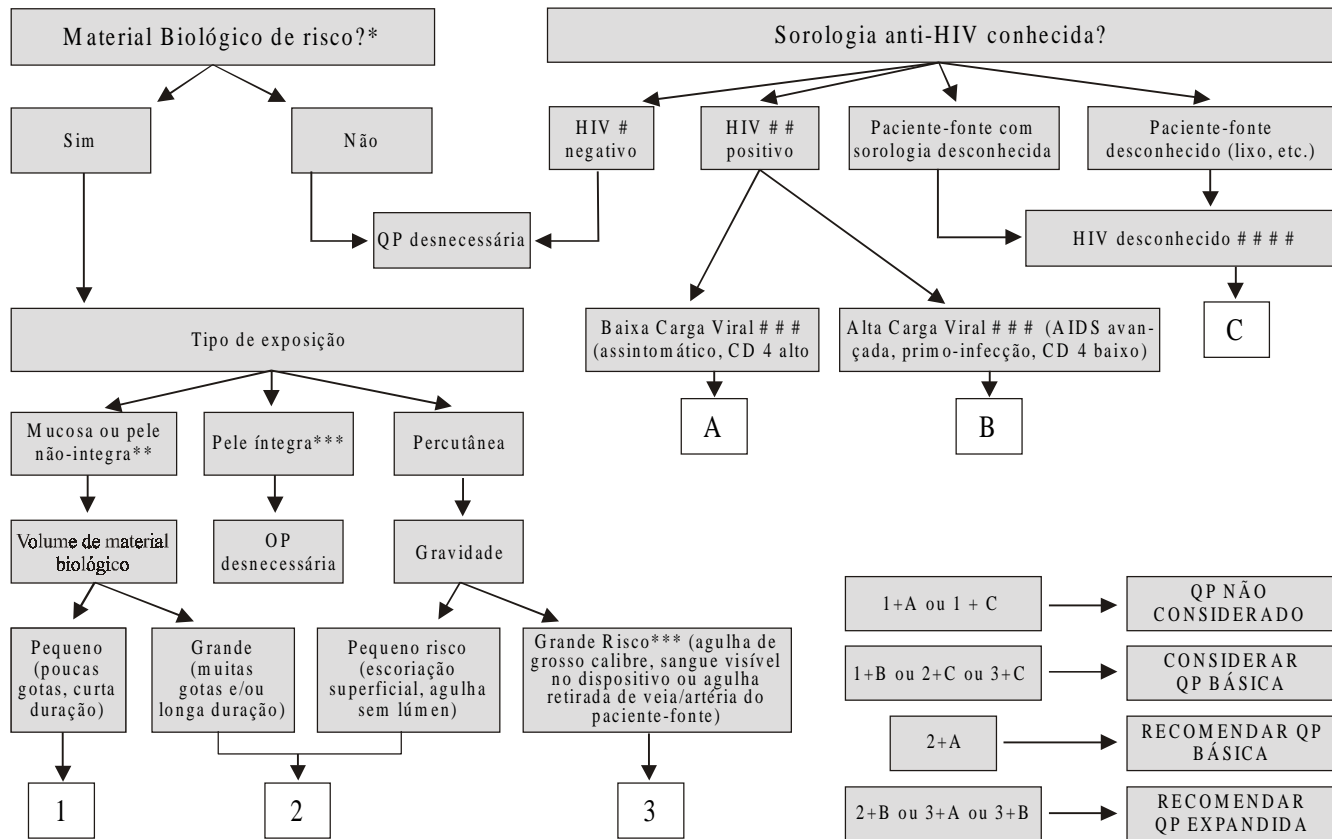 Material Biológico de risco?*
Sim
Não
QP desnecessária
Tipo de exposição
Mucosa ou pele
não-integra**
Pele íntegra***
Percutânea
Volume de material
biológico
OP
desnecessária
Gravidade
Pequeno
(poucas
gotas, curta
duração)
Grande
(muitas
gotas e/ou
longa duração)
Pequeno risco
(escoriação
superficial, agulha
sem lúmen)
Grande Risco*** (agulha de
grosso calibre, sangue visível
no dispositivo ou agulha
retirada de veia/artéria do
paciente-fonte)
1
2
3
Sorologia anti-HIV conhecida?
HIV #
negativo
HIV # #
positivo
Paciente-fonte com
sorologia desconhecida
Paciente-fonte
desconhecido (lixo, etc.)
HIV desconhecido # # # #
Baixa Carga Viral # # #
(assintomático, CD 4 alto
Alta Carga Viral # # # (AIDS avan-
çada, primo-infecção, CD 4 baixo)
C
A
B
1+A ou 1 + C
QP NÃO
CONSIDERADO
1+B ou 2+C ou 3+C
CONSIDERAR
QP BÁSICA
2+A
RECOMENDAR QP
BÁSICA
2+B ou 3+A ou 3+B
RECOMENDAR
QP EXPANDIDA